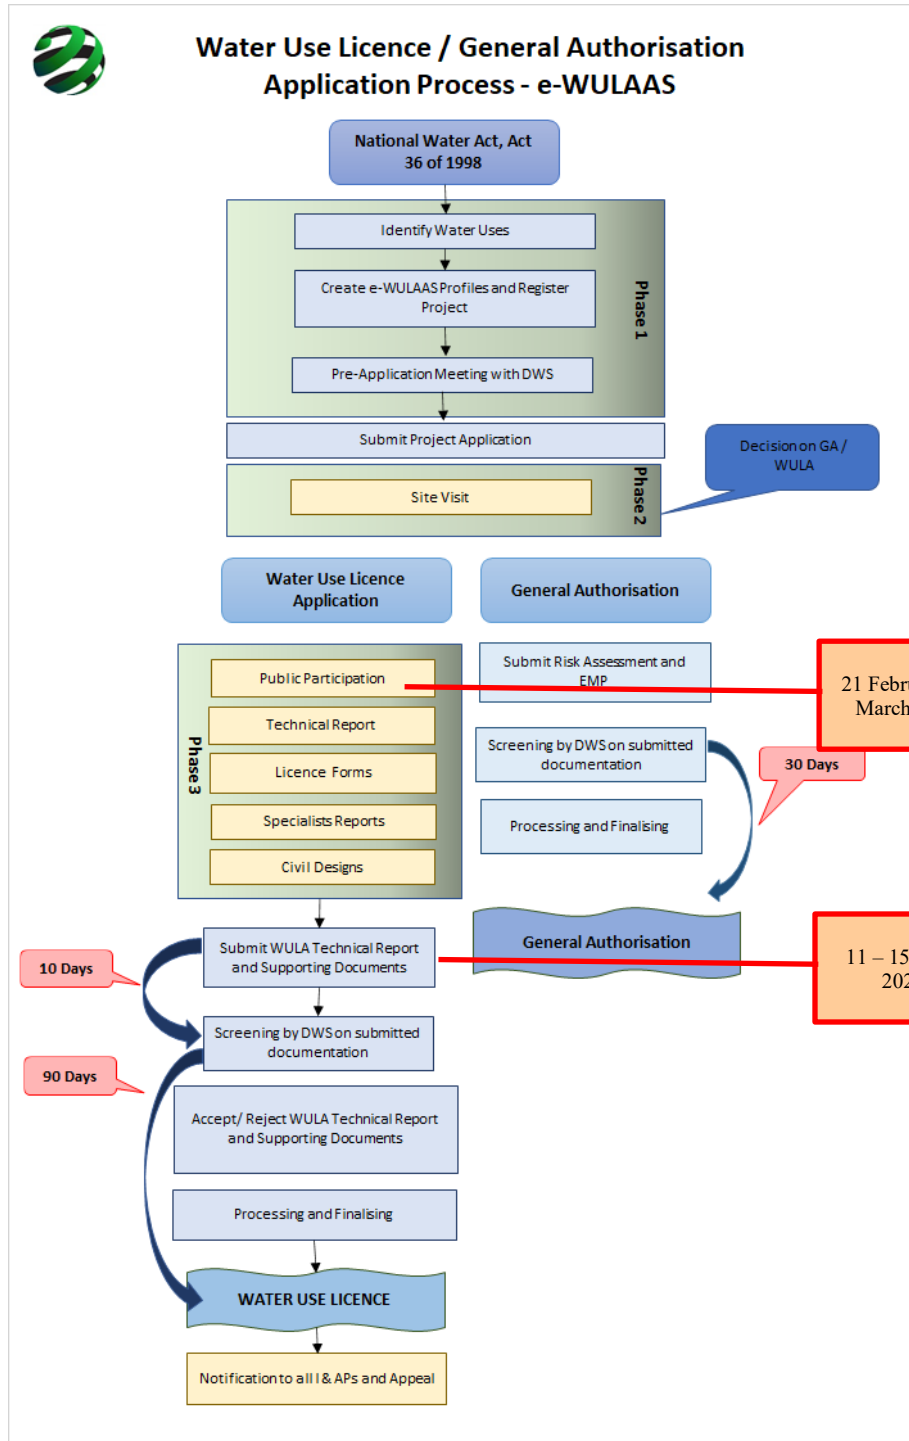 Water Use Licence / General Authorisation
Application Process - e-WULAAS
National Water Act, Act
36 of 1998
Identify Water Uses
Create e-WULAAS Profiles and Register
Project
Pre-Application Meeting with DWS
Phase 1
Submit Project Application
Decision on GA /
WULA
Site Visit
Phase 2
Water Use Licence
Application
General Authorisation
Phase 3
Public Participation
Technical Report
Licence Forms
Specialists Reports
Civil Designs
Submit Risk Assessment and
EMP
21
March
Screening by DWS on submitted
documentation
30 Days
Processing and Finalising
General Authorisation
Submit WULA Technical Report
and Supporting Documents
11 – 15
10 Days
Screening by DWS on submitted
documentation
90 Days
Accept/ Reject WULA Technical Report
and Supporting Documents
Processing and Finalising
WATER USE LICENCE
Notification to all I & APs and Appeal